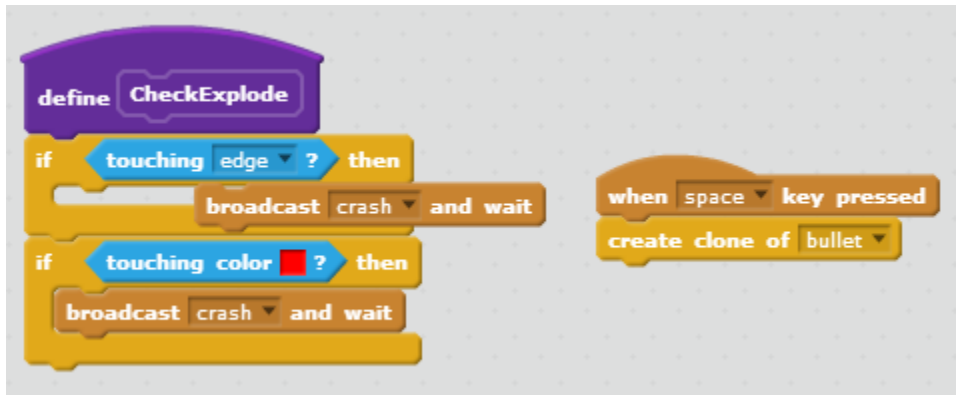 define CheckExplode
if touching edge ? then
broadcast crash and wait
if touching color ? then
broadcast crash and wait
when space key pressed
create clone of bullet